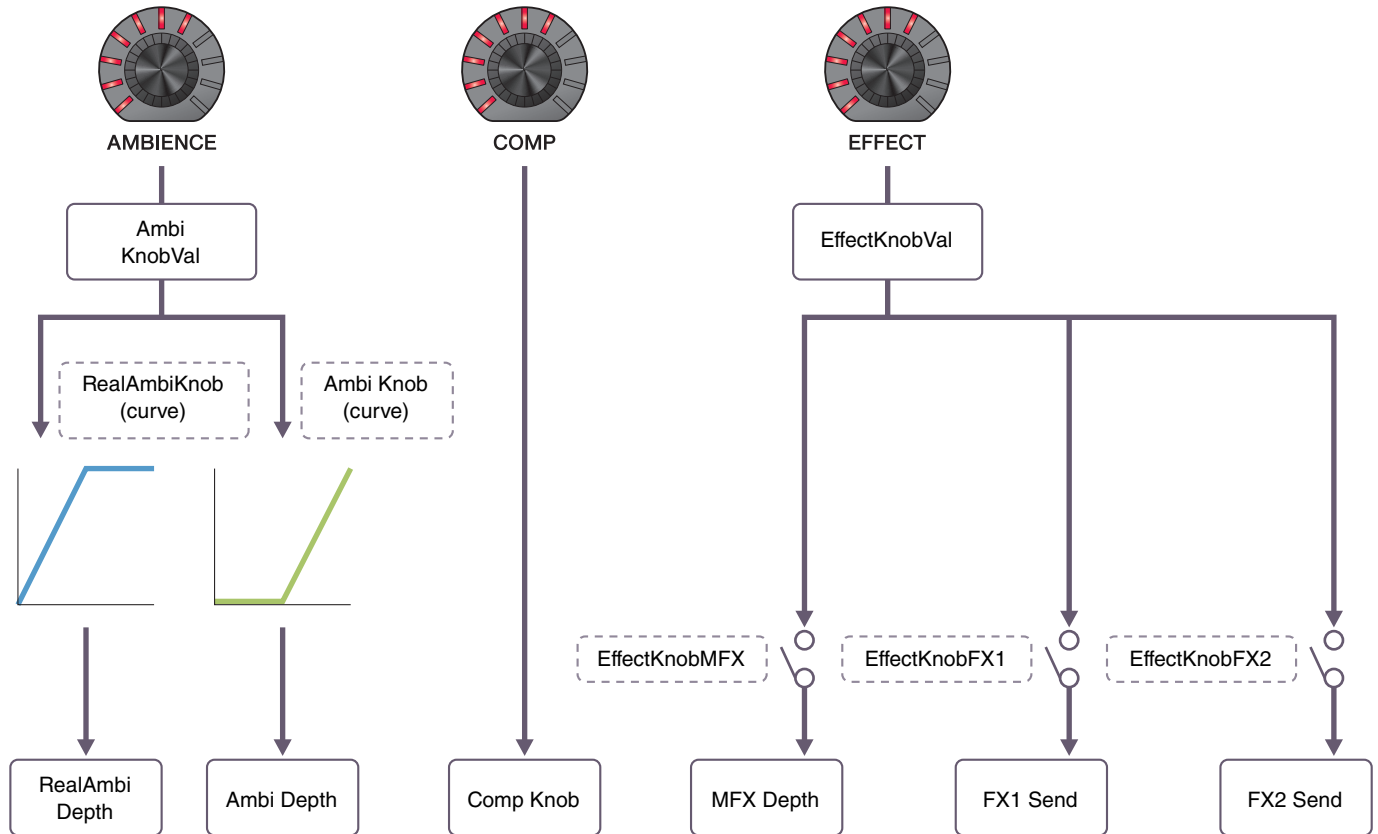 AMBIENCE
COMP
EFFECT
Ambi
KnobVal
EffectKnobVal
RealAmbiKnob
(curve)
Ambi Knob
(curve)
EffectKnobMFX
EffectKnobFX1
EffectKnobFX2
RealAmbi
Depth
Ambi Depth
Comp Knob
MFX Depth
FX1 Send
FX2 Send